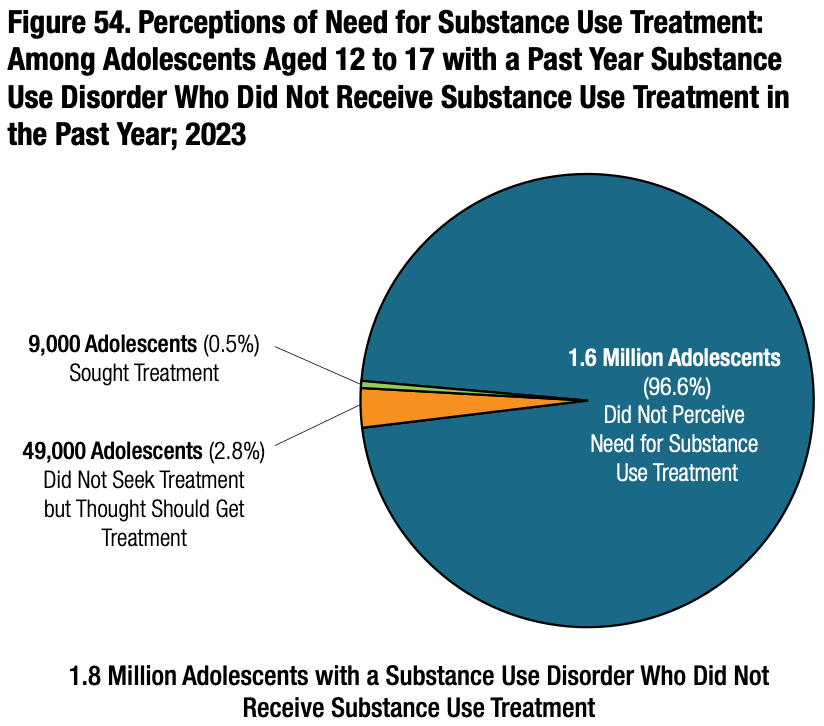 Figure 54. Perceptions of Need for Substance Use Treatment:
Among Adolescents Aged 12 to 17 with a Past Year Substance
Use Disorder Who Did Not Receive Substance Use Treatment in
the Past Year; 2023
9,000 Adolescents (0.5%)
Sought Treatment
49,000 Adolescents (2.8%)
Did Not Seek Treatment
but Thought Should Get
Treatment
1.6 Million Adolescents
(96.6%)
Did Not Perceive
Need for Substance
Use Treatment
1.8 Million Adolescents with a Substance Use Disorder Who Did Not
Receive Substance Use Treatment